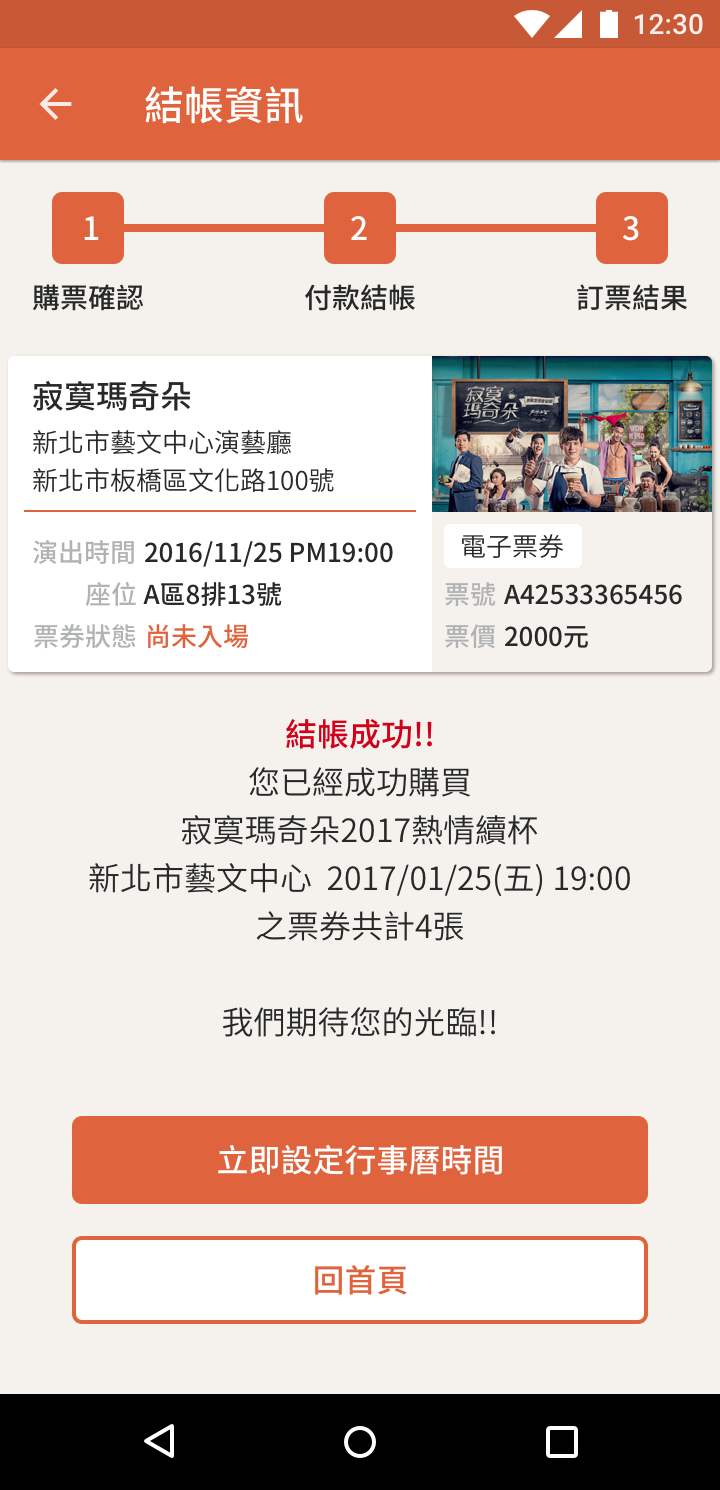 12:30
結帳資訊
1 2 3
購票確認 付款結帳 訂票結果
寂寞瑪奇朵
新北市藝文中心演藝廳
新北市板橋區文化路100號
演出時間 2016/11/25 PM19:00
座位 A區8排13號
票券狀態 尚未入場
寂寞
瑪奇朵
電子票券
票號 A42533365456
票價 2000元
結帳成功!!
您已經成功購買
寂寞瑪奇朵2017熱情續杯
新北市藝文中心 2017/01/25(五) 19:00
之票券共計4張
我們期待您的光臨!!
立即設定行事曆時間
回首頁